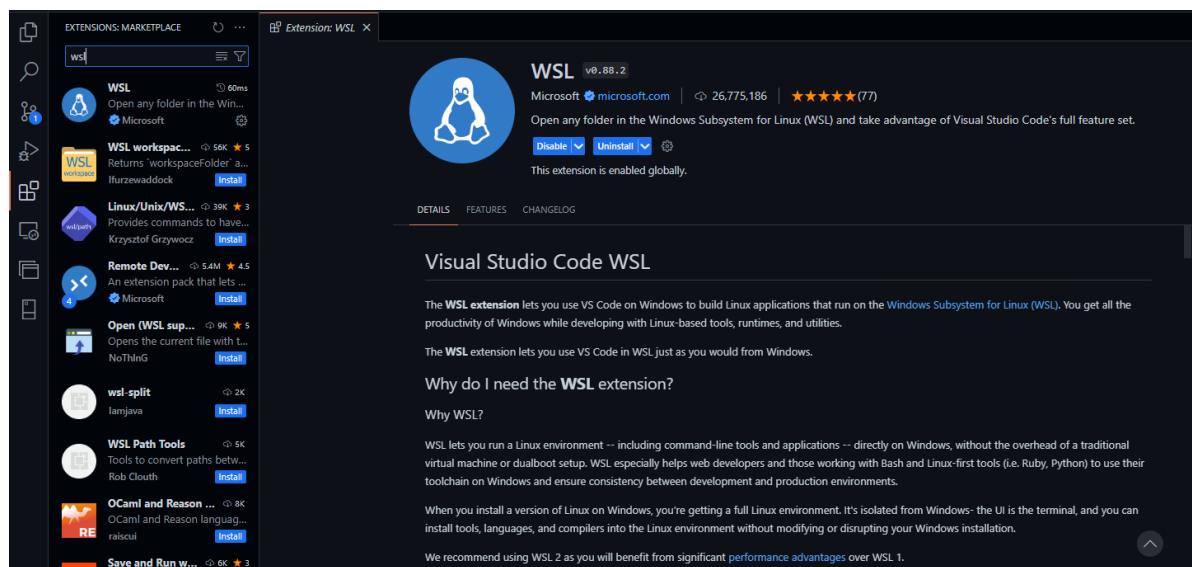 EXTENSIONS: MARKETPLACE
Extension: WSL
wsl
WSL 60ms
Open any folder in the Win...
Microsoft
WSL
workspace
WSL workspac... 56K ★ 5
Returns `workspaceFolder` a...
lfurzewaddock Install
wsl/path
Linux/Unix/WS... 39K ★ 3
Provides commands to have...
Krzysztof Grzywocz Install
Remote Dev... 5.4M ★ 4.5
An extension pack that lets ...
Microsoft Install
4
Open (WSL sup... 9K ★ 5
Opens the current file with t...
NoThInG Install
wsl-split 2K
lamjava Install
WSL Path Tools 5K
Tools to convert paths betw...
Rob Clouth Install
RE
OCaml and Reason ... 8K
OCaml and Reason languag...
raiscui Install
Save and Run w... 6K ★ 3
1
WSL v0.88.2
Microsoft microsoft.com | 26,775,186 | ★★★★★(77)
Open any folder in the Windows Subsystem for Linux (WSL) and take advantage of Visual Studio Code's full feature set.
Disable Uninstall
This extension is enabled globally.
DETAILS FEATURES CHANGELOG
Visual Studio Code WSL
The WSL extension lets you use VS Code on Windows to build Linux applications that run on the Windows Subsystem for Linux (WSL). You get all the
productivity of Windows while developing with Linux-based tools, runtimes, and utilities.
The WSL extension lets you use VS Code in WSL just as you would from Windows.
Why do I need the WSL extension?
Why WSL?
WSL lets you run a Linux environment -- including command-line tools and applications -- directly on Windows, without the overhead of a traditional
virtual machine or dualboot setup. WSL especially helps web developers and those working with Bash and Linux-first tools (i.e. Ruby, Python) to use their
toolchain on Windows and ensure consistency between development and production environments.
When you install a version of Linux on Windows, you're getting a full Linux environment. It's isolated from Windows- the UI is the terminal, and you can
install tools, languages, and compilers into the Linux environment without modifying or disrupting your Windows installation.
We recommend using WSL 2 as you will benefit from significant performance advantages over WSL 1.